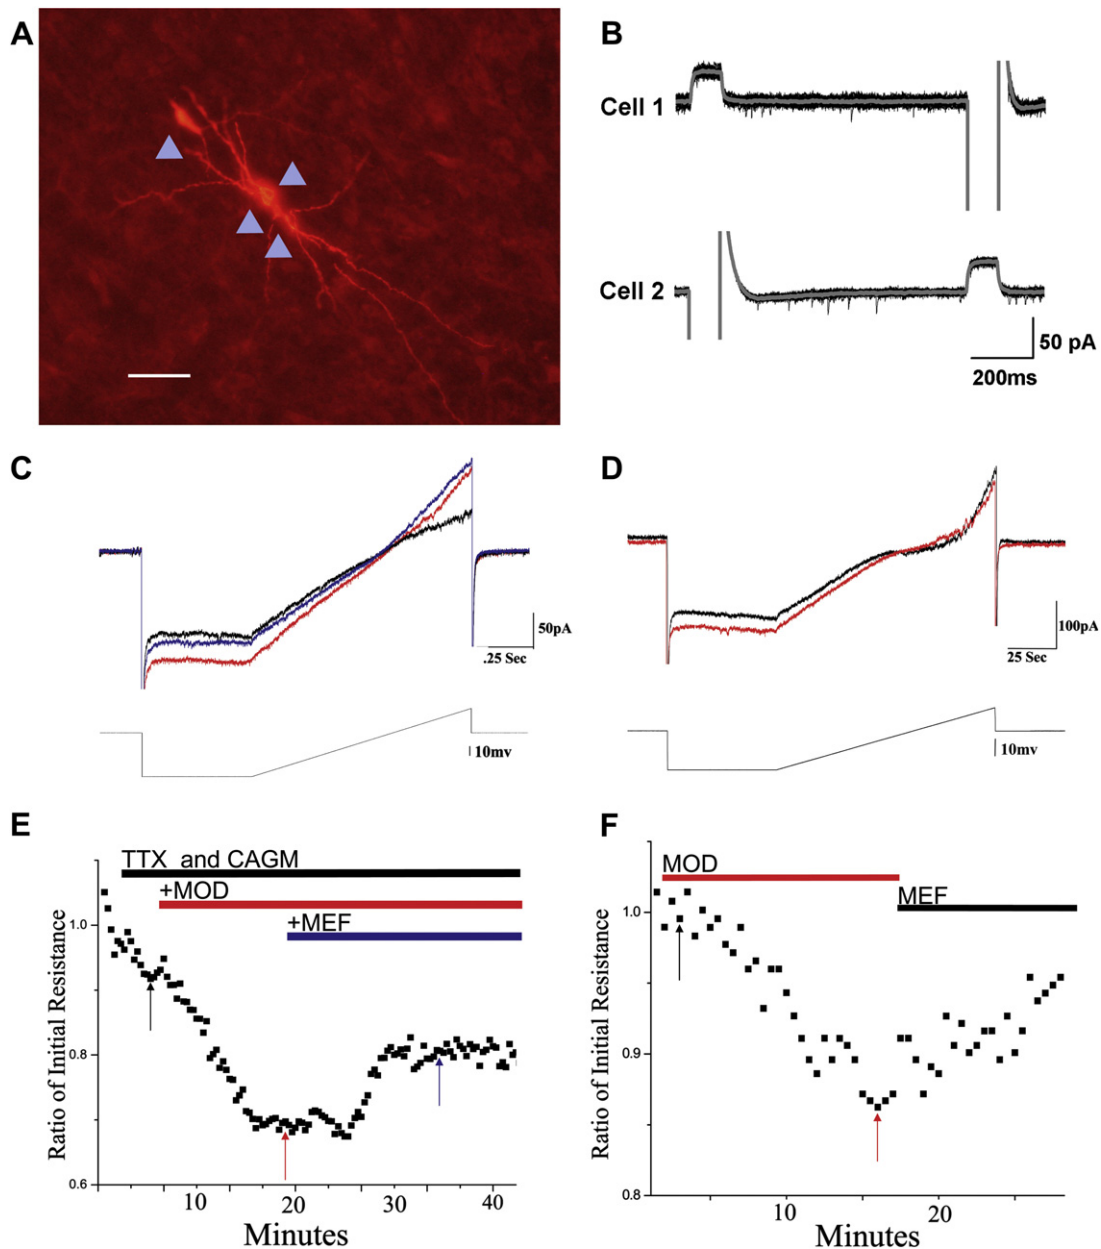 A
B
Cell 1
Cell 2
50 pA
200ms
C
D
50pA
.25 Sec
100pA
25 Sec
10mv
10mv
E
F
TTX and CAGM
+MOD
+MEF
MOD
MEF
Ratio of Initial Resistance
1.0
0.8
0.6
10
20
30
40
Minutes
Ratio of Initial Resistance
1.0
0.9
0.8
10
20
Minutes